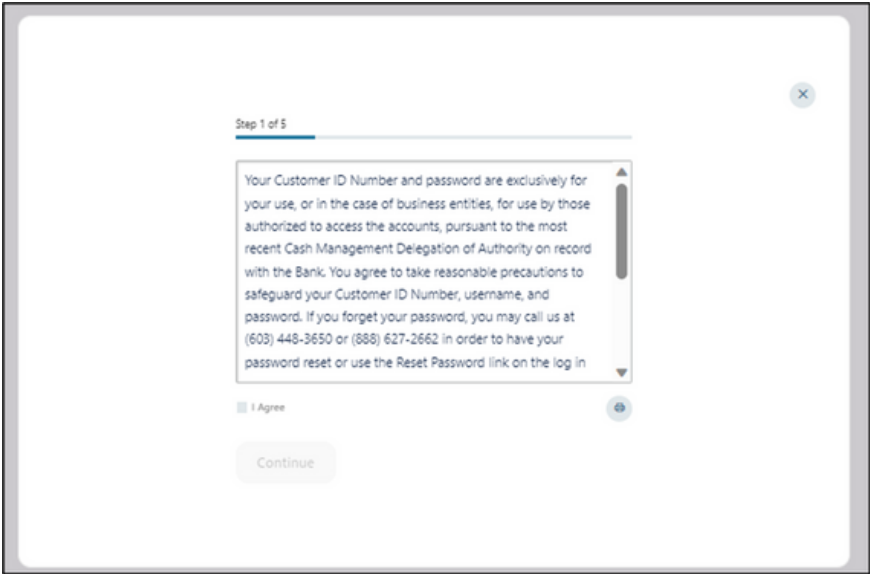 Step 1 of 5
Your Customer ID Number and password are exclusively for
your use, or in the case of business entities, for use by those
authorized to access the accounts, pursuant to the most
recent Cash Management Delegation of Authority on record
with the Bank. You agree to take reasonable precautions to
safeguard your Customer ID Number, username, and
password. If you forget your password, you may call us at
(603) 448-3650 or (888) 627-2662 in order to have your
password reset or use the Reset Password link on the log in
I Agree
Continue